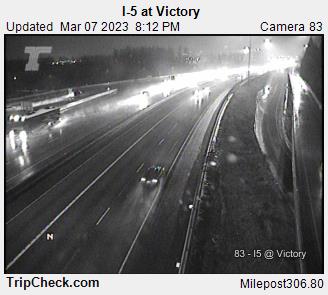 I-5 at Victory
Updated Mar 07 2023 8:12 PM Camera 83
T
N
83 - I5 @ Victory
TripCheck.com Milepost306.80